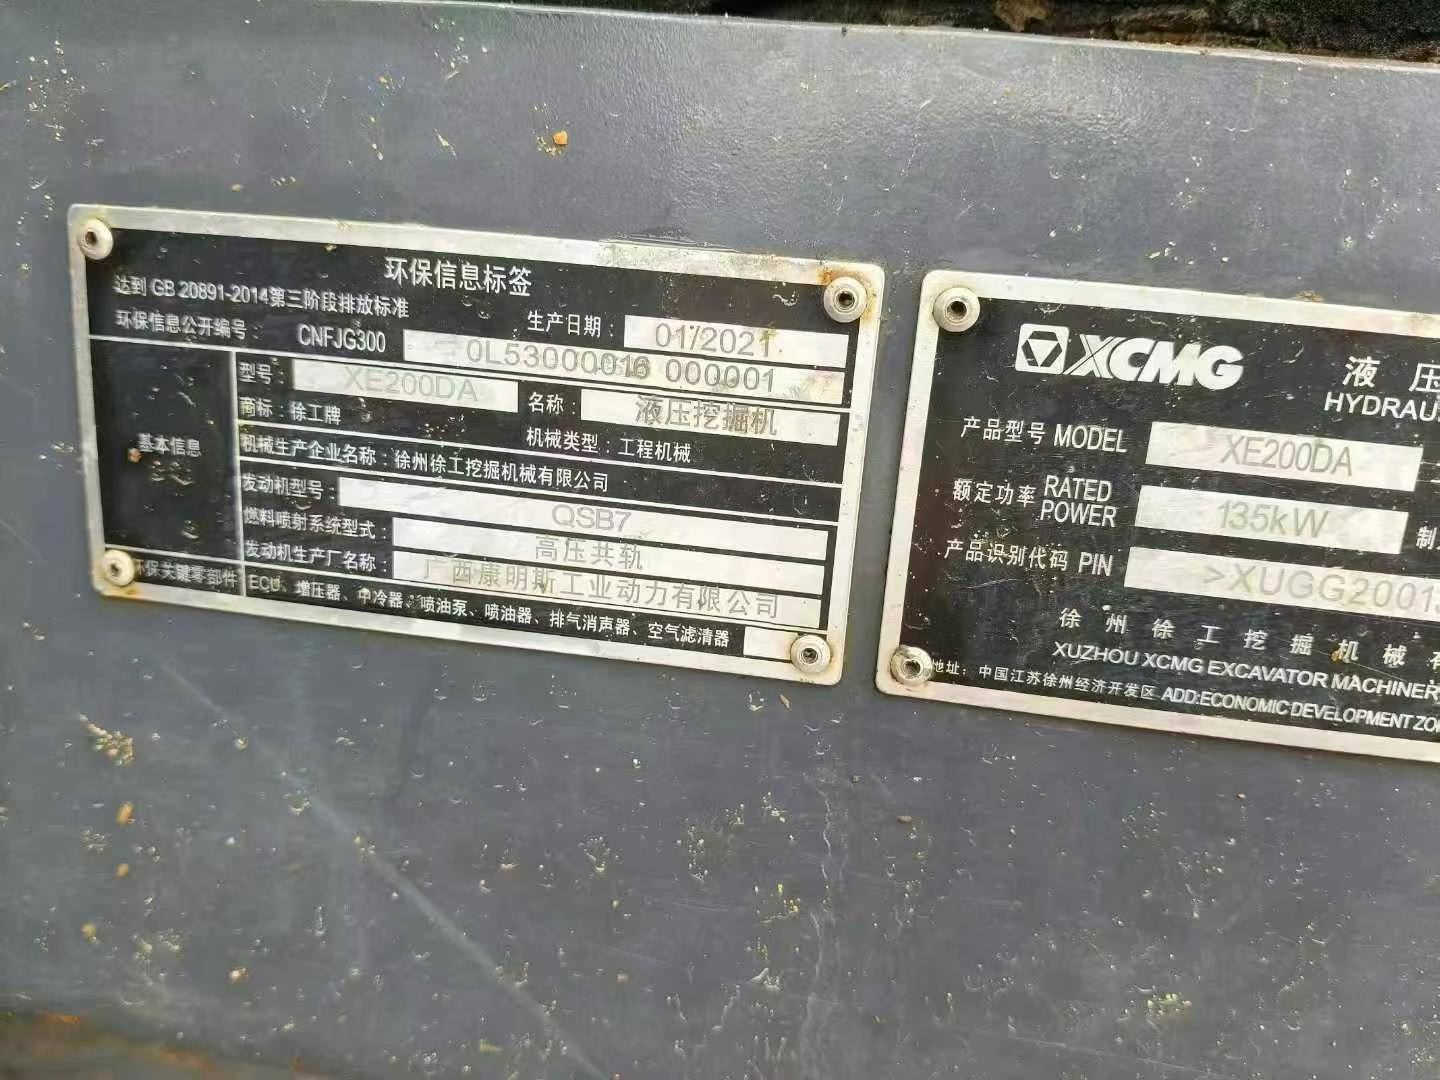 环保信息标签
达到 GB 20891-2014第三阶段排放标准
生产日期： 01/2021
环保信息公开编号： CNFJG300 0L53000016 000001
基本信息
型号： XE200DA 名称： 液压挖掘机
商标：徐工牌 机械类型：工程机械
机械生产企业名称：徐州徐工挖掘机械有限公司
发动机型号： QSB7
燃料喷射系统型式 高压共轨
发动机生产厂名称： 广西康明斯工业动力有限公司
环保关键零部件 ECU、增压器、中冷器、喷油泵、喷油器、排气消声器、空气滤清器
XCMG 液压
HYDRAU
产品型号 MODEL XE200DA
额定功率 RATED POWER 135kW 制
产品识别代码 PIN >XUGG2001
徐州徐工挖掘机械有
XUZHOU XCMG EXCAVATOR MACHINER
地址：中国江苏徐州经济开发区 ADD:ECONOMIC DEVELOPMENT ZO